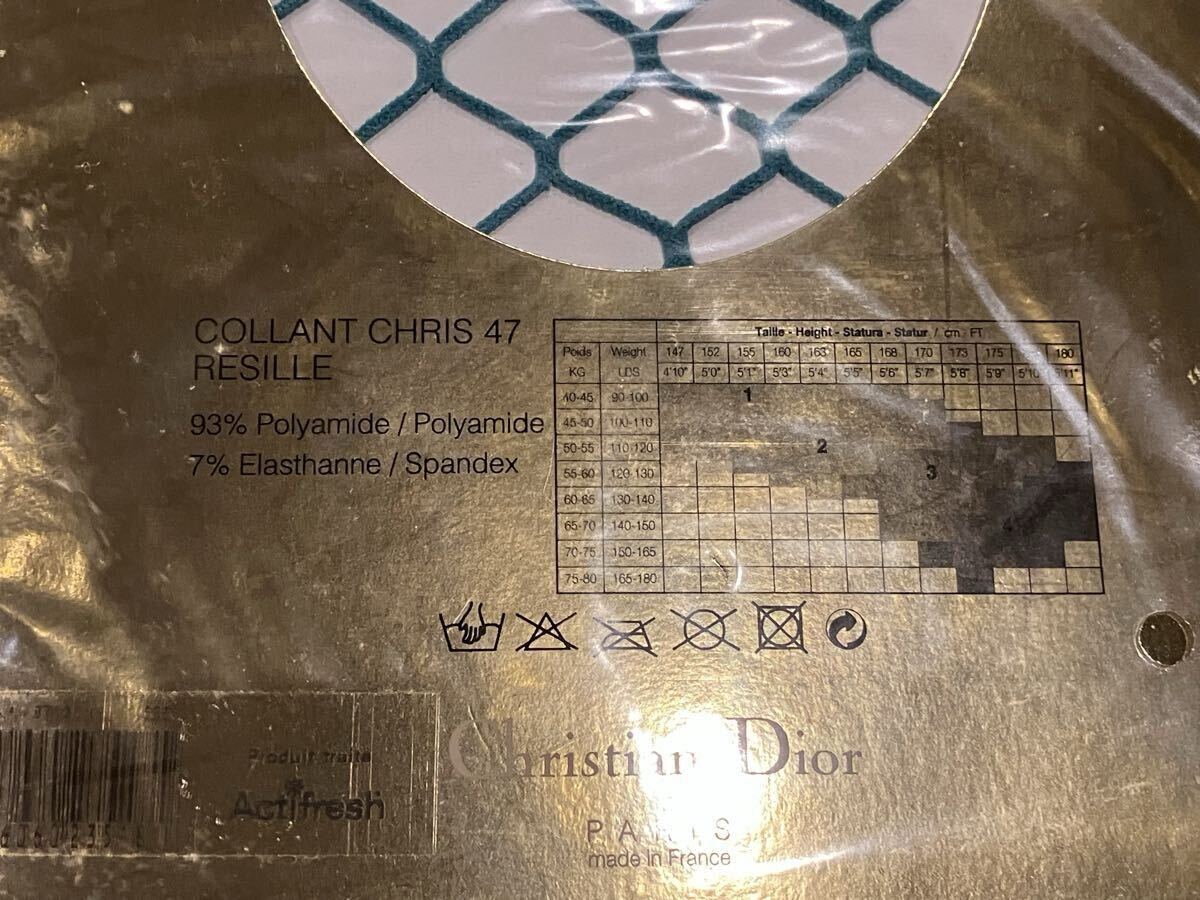 COLLANT CHRIS 47
RESILLE
93% Polyamide / Polyamide
7% Elasthanne / Spandex
Taille - Height - Statura - Statur / cm - FT
Poids Weight 147 152 155 160 163 165 168 170 173 175 180
KG LBS 4'10" 5'0" 5'1" 5'3" 5'4" 5'5" 5'6" 5'7" 5'8" 5'9" 5'10 5'11"
40-45 90-100 1
45-50 100-110
50-55 110-120 2
55-60 120-130 3
60-65 130-140
65-70 140-150 4
70-75 150-165
75-80 165-180
Produit traité
Actifresh
Christian Dior
PARIS
made in France